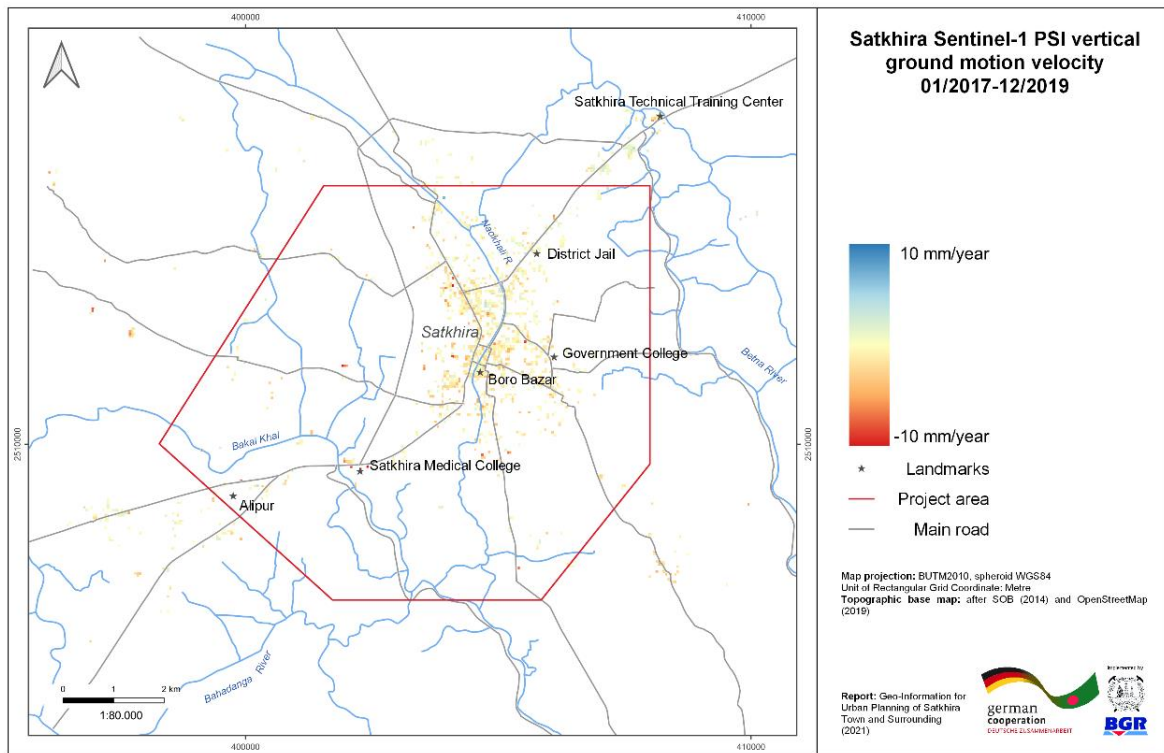 400000
410000
Satkhira Sentinel-1 PSI vertical
ground motion velocity
01/2017-12/2019
Satkhira Technical Training Center
Naokhali R.
District Jail
Satkhira
Government College
Betna River
Boro Bazar
2510000
2510000
Bakai Khal
Satkhira Medical College
Alipur
Bahadanga River
0 1 2 km
1:80.000
400000
410000
10 mm/year
-10 mm/year
Landmarks
Project area
Main road
Map projection: BUTM2010, spheroid WGS84
Unit of Rectangular Grid Coordinate: Metre
Topographic base map: after SOB (2014) and OpenStreetMap
(2019)
Report: Geo-Information for
Urban Planning of Satkhira
Town and Surrounding
(2021)
german
cooperation
DEUTSCHE ZUSAMMENARBEIT
Implemented by
BGR